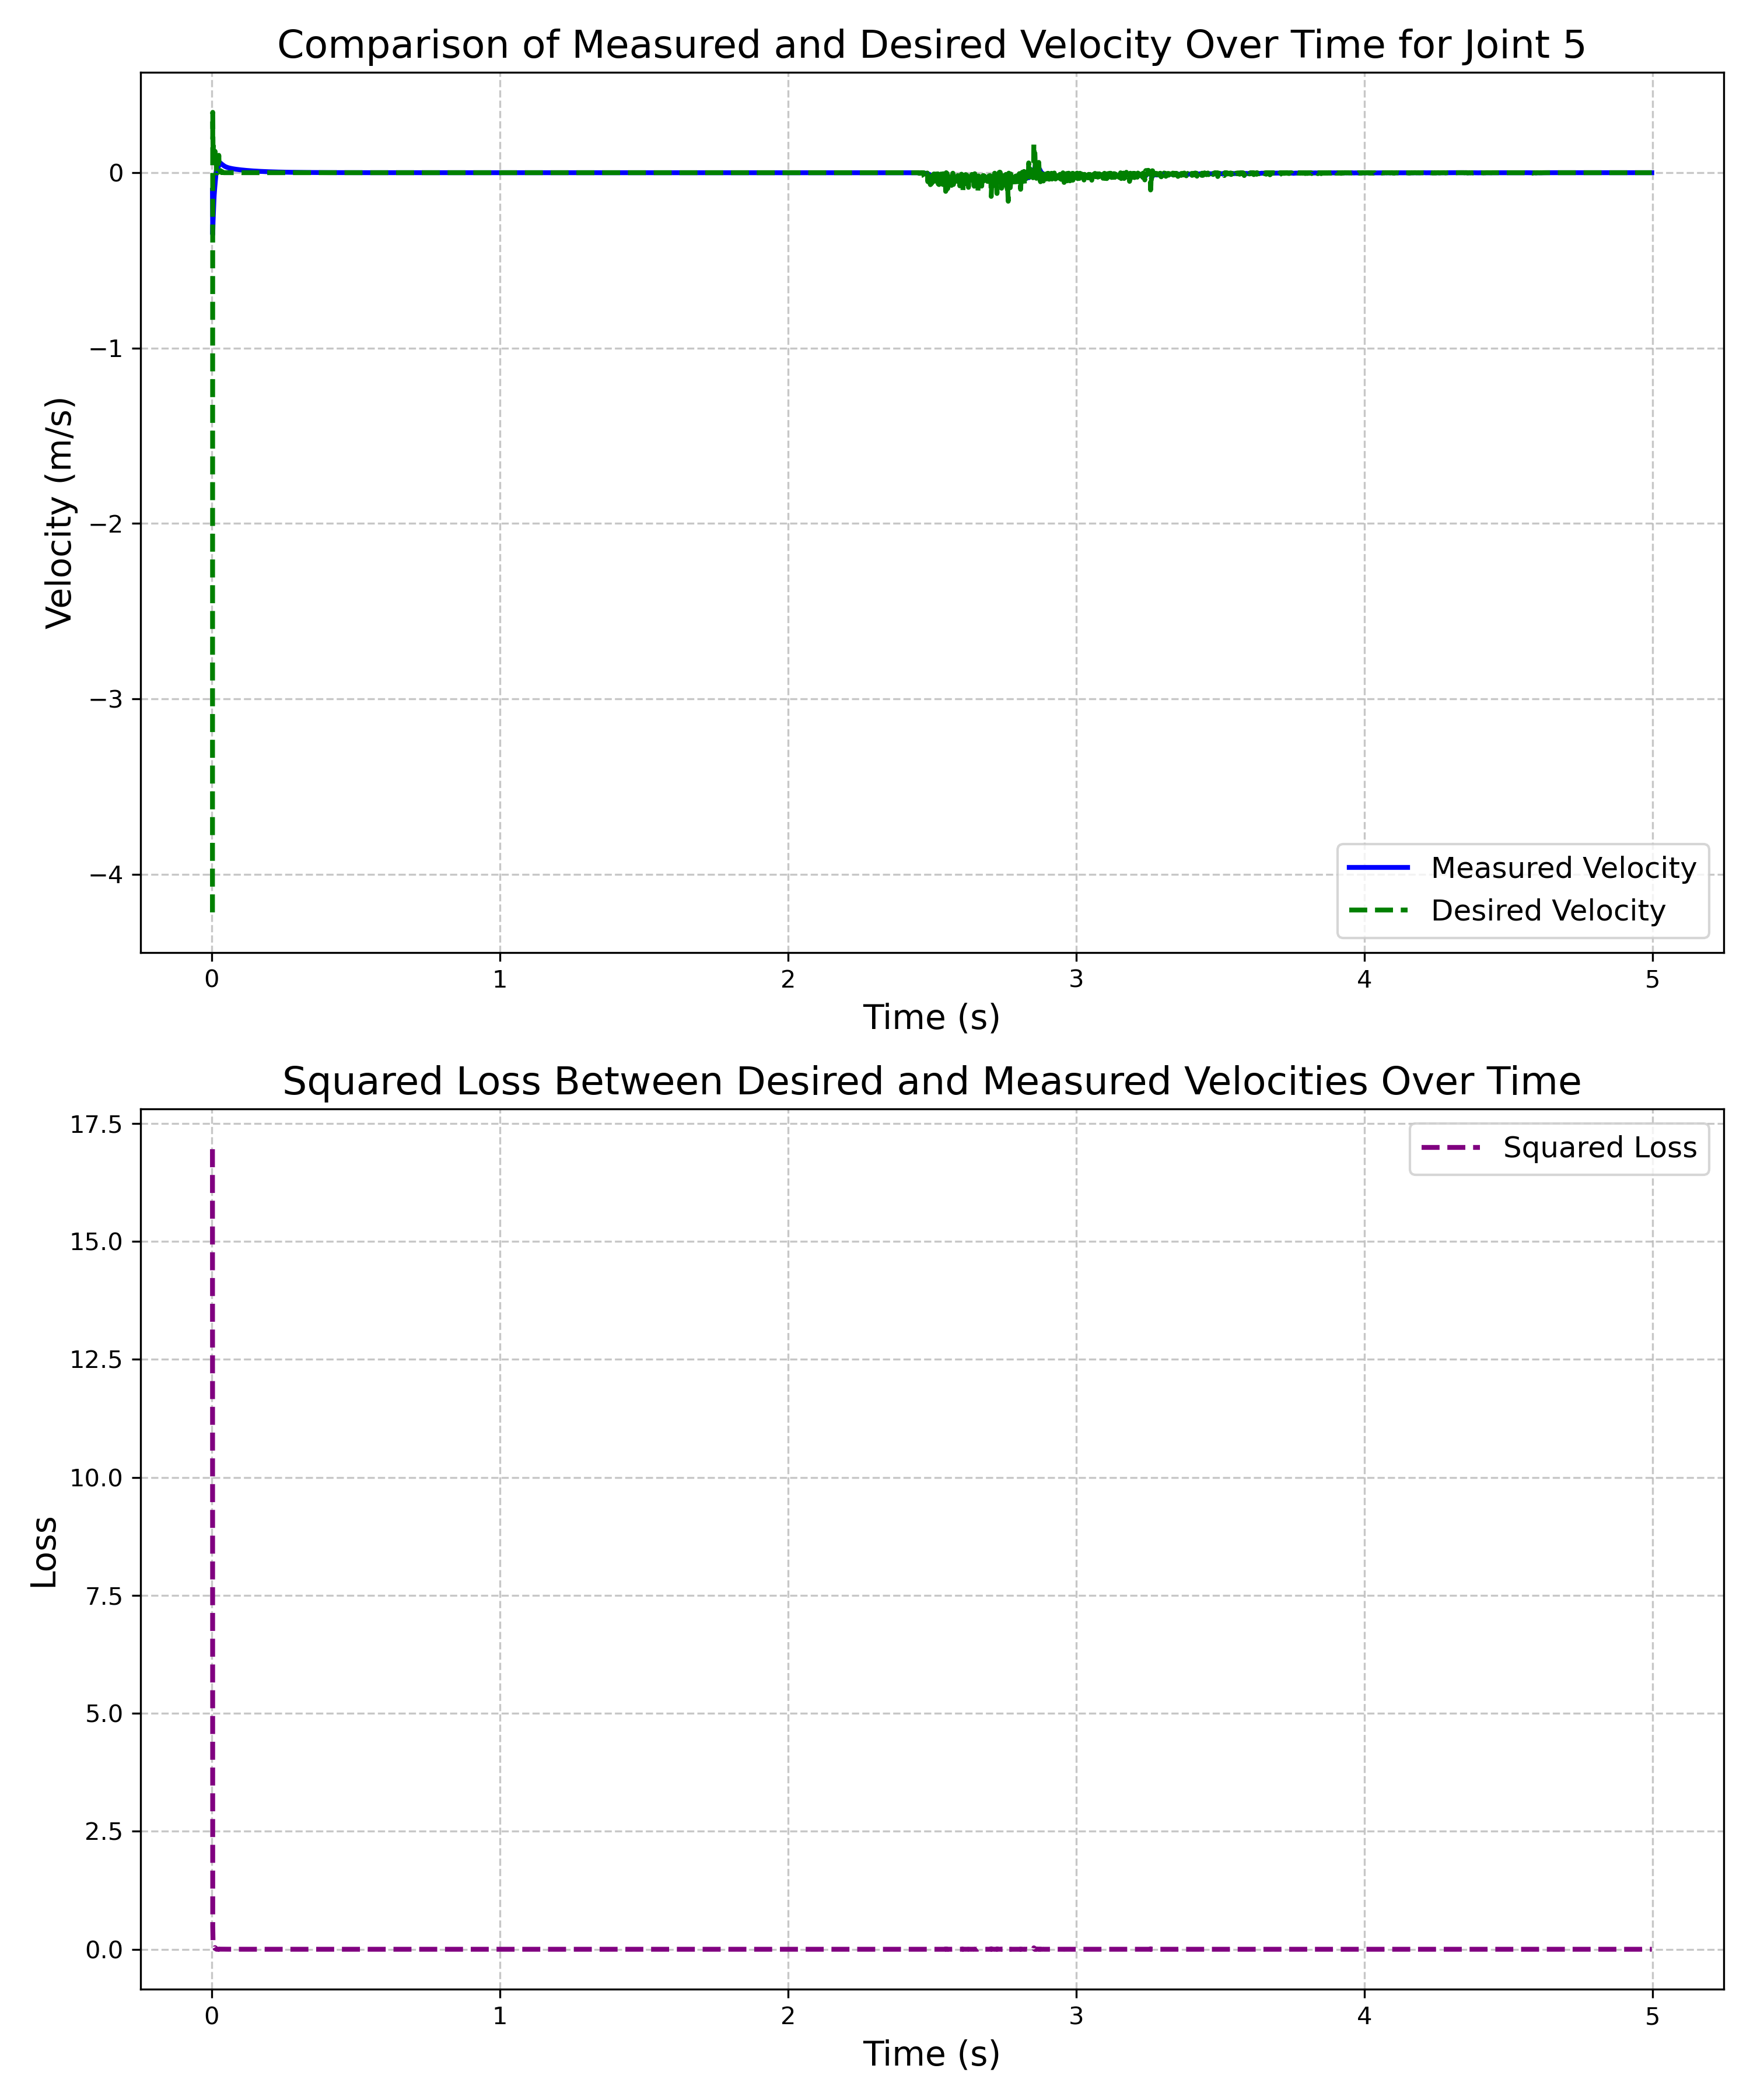 Comparison of Measured and Desired Velocity Over Time for Joint 5
Velocity (m/s)
0
−1
−2
−3
−4
Measured Velocity
Desired Velocity
0 1 2 3 4 5
Time (s)
Squared Loss Between Desired and Measured Velocities Over Time
Loss
17.5
15.0
12.5
10.0
7.5
5.0
2.5
0.0
Squared Loss
0 1 2 3 4 5
Time (s)